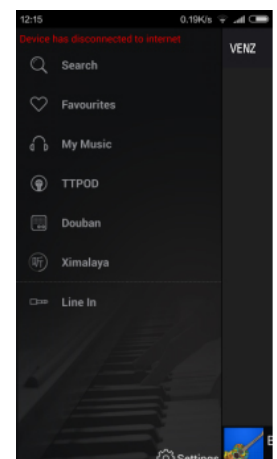 12:15 0.19K/s
Device has disconnected to internet
VENZ
Search
Favourites
My Music
TTPOD
Douban
听 Ximalaya
Line In
Settings